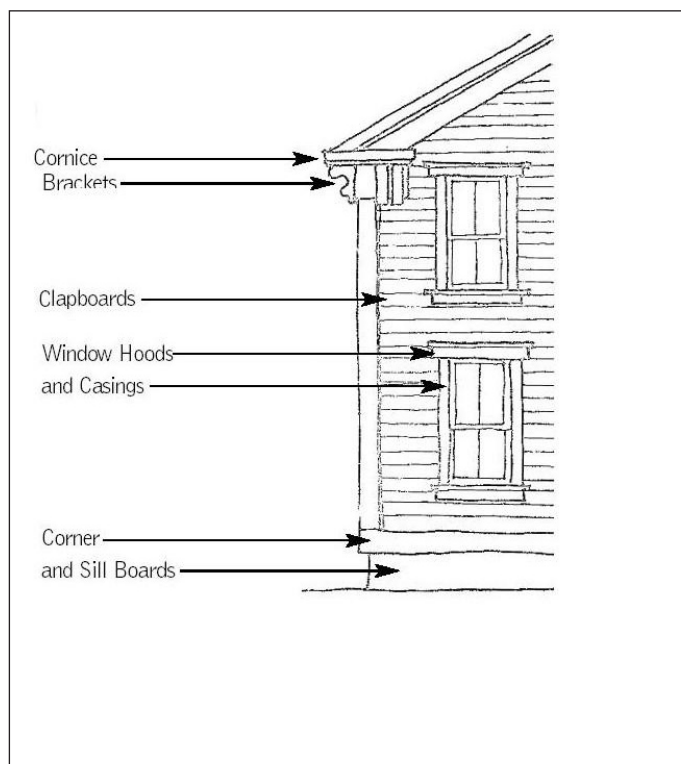 Cornice
Brackets
Clapboards
Window Hoods
and Casings
Corner
and Sill Boards